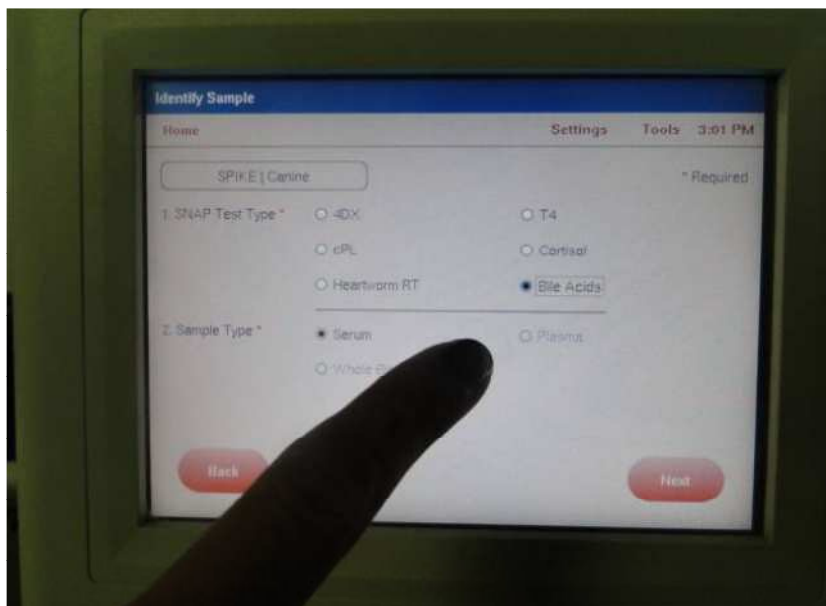 Identify Sample
Home Settings Tools 3:01 PM
SPIKE | Canine * Required
1. SNAP Test Type * 4DX T4
cPL Cortisol
Heartworm RT Bile Acids
2. Sample Type * Serum Plasma
Whole
Back Next